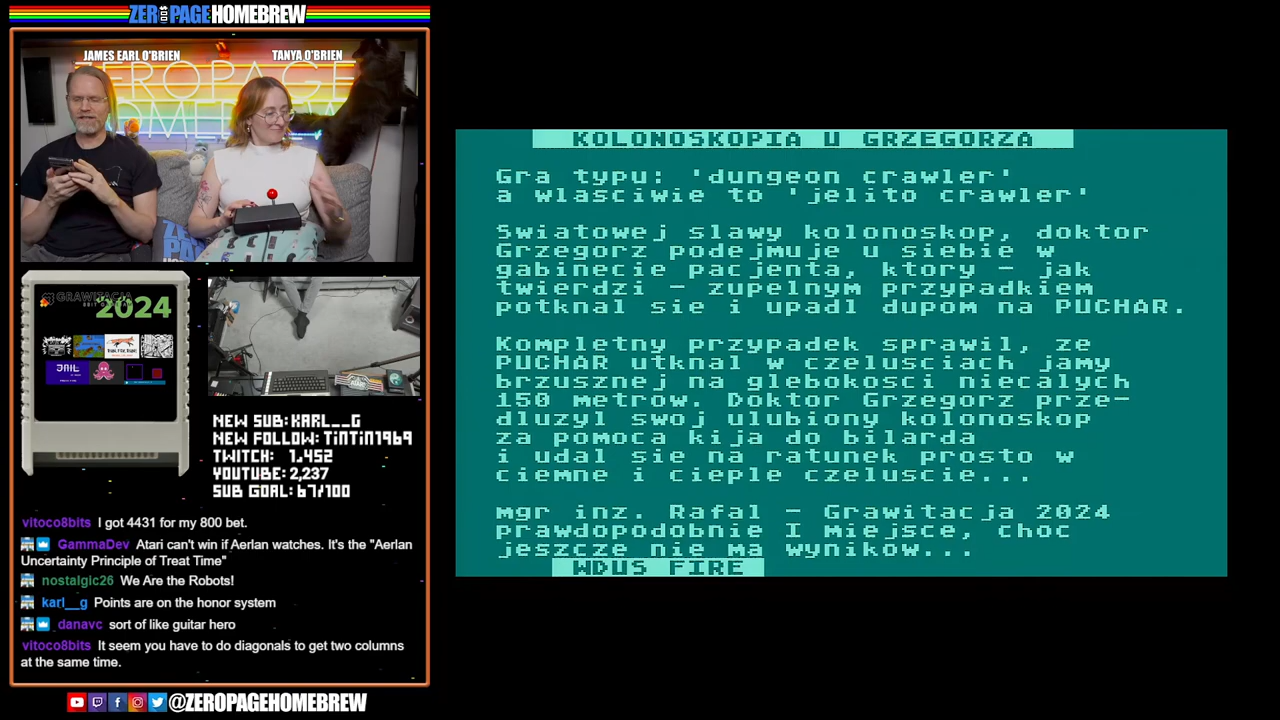 ZEROPAGE HOMEBREW
JAMES EARL O'BRIEN
TANYA O'BRIEN
ZEROPAGE
HOMEBREW
GRAWITACJA
2024
JAIL
NEW SUB: KARL__G
NEW FOLLOW: TINTIN1969
TWITCH: 1,452
YOUTUBE: 2,237
SUB GOAL: 67/100
vitoco8bits I got 4431 for my 800 bet.
GammaDev Atari can't win if Aerlan watches. It's the "Aerlan
Uncertainty Principle of Treat Time"
nostalgic26 We Are the Robots!
karl__g Points are on the honor system
danavc sort of like guitar hero
vitoco8bits It seem you have to do diagonals to get two columns
at the same time.
@ZEROPAGEHOMEBREW
KOLONOSKOPIA U GRZEGORZA
Gra typu: 'dungeon crawler'
a wlasciwie to 'jelito crawler'
Swiatowej slawy kolonoskop, doktor
Grzegorz podejmuje u siebie w
gabinecie pacjenta, ktory - jak
twierdzi - zupelnym przypadkiem
potknal sie i upadl dupom na PUCHAR.
Kompletny przypadek sprawil, ze
PUCHAR utknal w czelusciach jamy
brzusznej na glebokosci niecalych
150 metrow. Doktor Grzegorz prze-
dluzyl swoj ulubiony kolonoskop
za pomoca kija do bilarda
i udal sie na ratunek prosto w
ciemne i cieple czeluscie...
mgr inz. Rafal - Grawitacja 2024
prawdopodobnie I Miejsce, choc
jeszcze nie ma wynikow...
WDUS FIRE